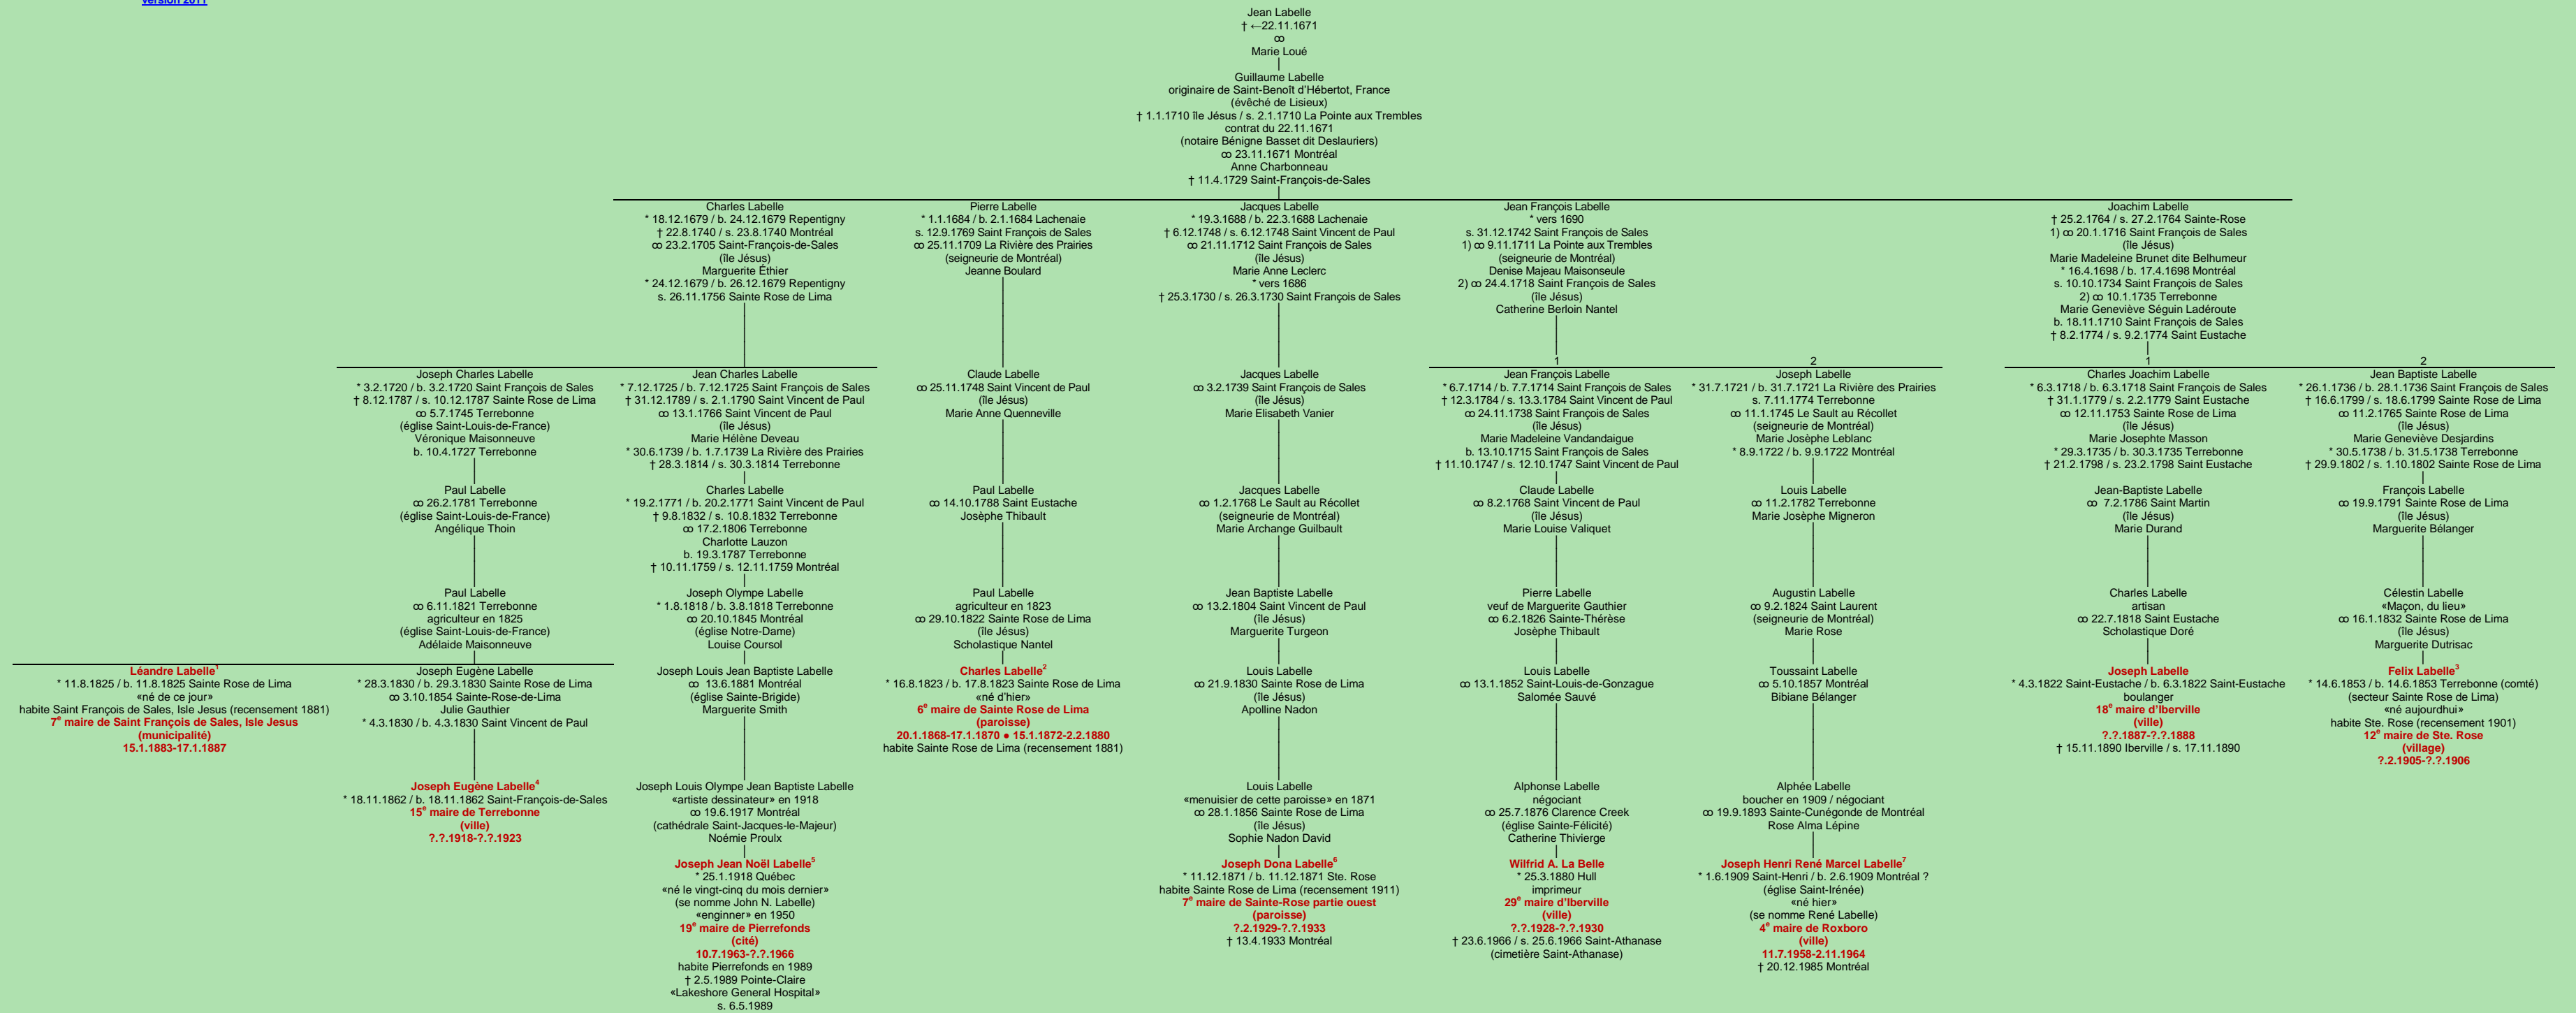 version 2011
Jean Labelle
† ←22.11.1671
ꝏ
Marie Loué
Guillaume Labelle
originaire de Saint-Benoît d'Hébertot, France
(évêché de Lisieux)
† 1.1.1710 île Jésus / s. 2.1.1710 La Pointe aux Trembles
contrat du 22.11.1671
(notaire Bénigne Basset dit Deslauriers)
ꝏ 23.11.1671 Montréal
Anne Charbonneau
† 11.4.1729 Saint-François-de-Sales
Charles Labelle
* 18.12.1679 / b. 24.12.1679 Repentigny
† 22.8.1740 / s. 23.8.1740 Montréal
ꝏ 23.2.1705 Saint-François-de-Sales
(île Jésus)
Marguerite Éthier
* 24.12.1679 / b. 26.12.1679 Repentigny
s. 26.11.1756 Sainte Rose de Lima
Pierre Labelle
* 1.1.1684 / b. 2.1.1684 Lachenaie
s. 12.9.1769 Saint François de Sales
ꝏ 25.11.1709 La Rivière des Prairies
(seigneurie de Montréal)
Jeanne Boulard
Jacques Labelle
* 19.3.1688 / b. 22.3.1688 Lachenaie
† 6.12.1748 / s. 6.12.1748 Saint Vincent de Paul
ꝏ 21.11.1712 Saint François de Sales
(île Jésus)
Marie Anne Leclerc
* vers 1686
† 25.3.1730 / s. 26.3.1730 Saint François de Sales
Jean François Labelle
* vers 1690
s. 31.12.1742 Saint François de Sales
1) ꝏ 9.11.1711 La Pointe aux Trembles
(seigneurie de Montréal)
Denise Majeau Maisonseule
2) ꝏ 24.4.1718 Saint François de Sales
(île Jésus)
Catherine Berloin Nantel
Joachim Labelle
† 25.2.1764 / s. 27.2.1764 Sainte-Rose
1) ꝏ 20.1.1716 Saint François de Sales
(île Jésus)
Marie Madeleine Brunet dite Belhumeur
* 16.4.1698 / b. 17.4.1698 Montréal
s. 10.10.1734 Saint François de Sales
2) ꝏ 10.1.1735 Terrebonne
Marie Geneviève Séguin Ladéroute
b. 18.11.1710 Saint François de Sales
† 8.2.1774 / s. 9.2.1774 Saint Eustache
Joseph Charles Labelle
* 3.2.1720 / b. 3.2.1720 Saint François de Sales
† 8.12.1787 / s. 10.12.1787 Sainte Rose de Lima
ꝏ 5.7.1745 Terrebonne
(église Saint-Louis-de-France)
Véronique Maisonneuve
b. 10.4.1727 Terrebonne
Jean Charles Labelle
* 7.12.1725 / b. 7.12.1725 Saint François de Sales
† 31.12.1789 / s. 2.1.1790 Saint Vincent de Paul
ꝏ 13.1.1766 Saint Vincent de Paul
(île Jésus)
Marie Hélène Deveau
* 30.6.1739 / b. 1.7.1739 La Rivière des Prairies
† 28.3.1814 / s. 30.3.1814 Terrebonne
Claude Labelle
ꝏ 25.11.1748 Saint Vincent de Paul
(île Jésus)
Marie Anne Quenneville
Jacques Labelle
ꝏ 3.2.1739 Saint François de Sales
(île Jésus)
Marie Elisabeth Vanier
1
Jean François Labelle
* 6.7.1714 / b. 7.7.1714 Saint François de Sales
† 12.3.1784 / s. 13.3.1784 Saint Vincent de Paul
ꝏ 24.11.1738 Saint François de Sales
(île Jésus)
Marie Madeleine Vandandaigue
b. 13.10.1715 Saint François de Sales
† 11.10.1747 / s. 12.10.1747 Saint Vincent de Paul
2
Joseph Labelle
* 31.7.1721 / b. 31.7.1721 La Rivière des Prairies
s. 7.11.1774 Terrebonne
ꝏ 11.1.1745 Le Sault au Récollet
(seigneurie de Montréal)
Marie Josèphe Leblanc
* 8.9.1722 / b. 9.9.1722 Montréal
1
Charles Joachim Labelle
* 6.3.1718 / b. 6.3.1718 Saint François de Sales
† 31.1.1779 / s. 2.2.1779 Saint Eustache
ꝏ 12.11.1753 Sainte Rose de Lima
(île Jésus)
Marie Josephte Masson
* 29.3.1735 / b. 30.3.1735 Terrebonne
† 21.2.1798 / s. 23.2.1798 Saint Eustache
2
Jean Baptiste Labelle
* 26.1.1736 / b. 28.1.1736 Saint François de Sales
† 16.6.1799 / s. 18.6.1799 Sainte Rose de Lima
ꝏ 11.2.1765 Sainte Rose de Lima
(île Jésus)
Marie Geneviève Desjardins
* 30.5.1738 / b. 31.5.1738 Terrebonne
† 29.9.1802 / s. 1.10.1802 Sainte Rose de Lima
Paul Labelle
ꝏ 26.2.1781 Terrebonne
(église Saint-Louis-de-France)
Angélique Thoin
Charles Labelle
* 19.2.1771 / b. 20.2.1771 Saint Vincent de Paul
† 9.8.1832 / s. 10.8.1832 Terrebonne
ꝏ 17.2.1806 Terrebonne
Charlotte Lauzon
b. 19.3.1787 Terrebonne
† 10.11.1759 / s. 12.11.1759 Montréal
Paul Labelle
ꝏ 14.10.1788 Saint Eustache
Josèphe Thibault
Jacques Labelle
ꝏ 1.2.1768 Le Sault au Récollet
(seigneurie de Montréal)
Marie Archange Guilbault
Claude Labelle
ꝏ 8.2.1768 Saint Vincent de Paul
(île Jésus)
Marie Louise Valiquet
Louis Labelle
ꝏ 11.2.1782 Terrebonne
Marie Josèphe Migneron
Jean-Baptiste Labelle
ꝏ 7.2.1786 Saint Martin
(île Jésus)
Marie Durand
François Labelle
ꝏ 19.9.1791 Sainte Rose de Lima
(île Jésus)
Marguerite Bélanger
Paul Labelle
ꝏ 6.11.1821 Terrebonne
agriculteur en 1825
(église Saint-Louis-de-France)
Adélaide Maisonneuve
Joseph Olympe Labelle
* 1.8.1818 / b. 3.8.1818 Terrebonne
ꝏ 20.10.1845 Montréal
(église Notre-Dame)
Louise Coursol
Paul Labelle
agriculteur en 1823
ꝏ 29.10.1822 Sainte Rose de Lima
(île Jésus)
Scholastique Nantel
Jean Baptiste Labelle
ꝏ 13.2.1804 Saint Vincent de Paul
(île Jésus)
Marguerite Turgeon
Pierre Labelle
veuf de Marguerite Gauthier
ꝏ 6.2.1826 Sainte-Thérèse
Josèphe Thibault
Augustin Labelle
ꝏ 9.2.1824 Saint Laurent
(seigneurie de Montréal)
Marie Rose
Charles Labelle
artisan
ꝏ 22.7.1818 Saint Eustache
Scholastique Doré
Célestin Labelle
«Maçon, du lieu»
ꝏ 16.1.1832 Sainte Rose de Lima
(île Jésus)
Marguerite Dutrisac
Léandre Labelle¹
* 11.8.1825 / b. 11.8.1825 Sainte Rose de Lima
«né de ce jour»
habite Saint François de Sales, Isle Jesus (recensement 1881)
7e maire de Saint François de Sales, Isle Jesus
(municipalité)
15.1.1883-17.1.1887
Joseph Eugène Labelle
* 28.3.1830 / b. 29.3.1830 Sainte Rose de Lima
ꝏ 3.10.1854 Sainte-Rose-de-Lima
Julie Gauthier
* 4.3.1830 / b. 4.3.1830 Saint Vincent de Paul
Joseph Louis Jean Baptiste Labelle
ꝏ 13.6.1881 Montréal
(église Sainte-Brigide)
Marguerite Smith
Charles Labelle²
* 16.8.1823 / b. 17.8.1823 Sainte Rose de Lima
«né d'hier»
6e maire de Sainte Rose de Lima
(paroisse)
20.1.1868-17.1.1870 ● 15.1.1872-2.2.1880
habite Sainte Rose de Lima (recensement 1881)
Louis Labelle
ꝏ 21.9.1830 Sainte Rose de Lima
(île Jésus)
Apolline Nadon
Louis Labelle
ꝏ 13.1.1852 Saint-Louis-de-Gonzague
Salomée Sauvé
Toussaint Labelle
ꝏ 5.10.1857 Montréal
Bibiane Bélanger
Joseph Labelle
* 4.3.1822 Saint-Eustache / b. 6.3.1822 Saint-Eustache
boulanger
18e maire d'Iberville
(ville)
?.?.1887-?.?.1888
† 15.11.1890 Iberville / s. 17.11.1890
Felix Labelle³
* 14.6.1853 / b. 14.6.1853 Terrebonne (comté)
(secteur Sainte Rose de Lima)
«né aujourdhui»
habite Ste. Rose (recensement 1901)
12e maire de Ste. Rose
(village)
?.2.1905-?.?.1906
Joseph Eugène Labelle⁴
* 18.11.1862 / b. 18.11.1862 Saint-François-de-Sales
15e maire de Terrebonne
(ville)
?.?.1918-?.?.1923
Joseph Louis Olympe Jean Baptiste Labelle
«artiste dessinateur» en 1918
ꝏ 19.6.1917 Montréal
(cathédrale Saint-Jacques-le-Majeur)
Noémie Proulx
Louis Labelle
«menuisier de cette paroisse» en 1871
ꝏ 28.1.1856 Sainte Rose de Lima
(île Jésus)
Sophie Nadon David
Alphonse Labelle
négociant
ꝏ 25.7.1876 Clarence Creek
(église Sainte-Félicité)
Catherine Thivierge
Alphée Labelle
boucher en 1909 / négociant
ꝏ 19.9.1893 Sainte-Cunégonde de Montréal
Rose Alma Lépine
Joseph Jean Noël Labelle⁵
* 25.1.1918 Québec
«né le vingt-cinq du mois dernier»
(se nomme John N. Labelle)
«enginner» en 1950
19e maire de Pierrefonds
(cité)
10.7.1963-?.?.1966
habite Pierrefonds en 1989
† 2.5.1989 Pointe-Claire
«Lakeshore General Hospital»
s. 6.5.1989
Joseph Dona Labelle⁶
* 11.12.1871 / b. 11.12.1871 Ste. Rose
habite Sainte Rose de Lima (recensement 1911)
7e maire de Sainte-Rose partie ouest
(paroisse)
?.2.1929-?.?.1933
† 13.4.1933 Montréal
Wilfrid A. La Belle
* 25.3.1880 Hull
imprimeur
29e maire d'Iberville
(ville)
?.?.1928-?.?.1930
† 23.6.1966 / s. 25.6.1966 Saint-Athanase
(cimetière Saint-Athanase)
Joseph Henri René Marcel Labelle⁷
* 1.6.1909 Saint-Henri / b. 2.6.1909 Montréal ?
(église Saint-Irénée)
«né hier»
(se nomme René Labelle)
4e maire de Roxboro
(ville)
11.7.1958-2.11.1964
† 20.12.1985 Montréal